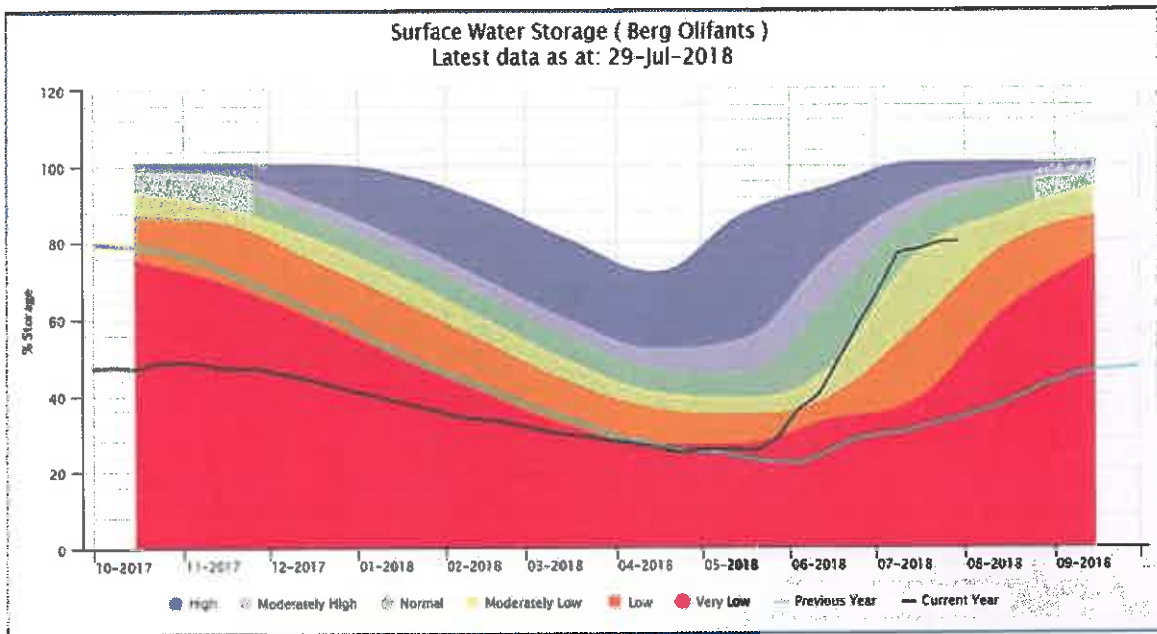 Surface Water Storage ( Berg Olifants )
Latest data as at: 29-Jul-2018
120
100
80
60
40
20
0
% Storage
10-2017 11-2017 12-2017 01-2018 02-2018 03-2018 04-2018 05-2018 06-2018 07-2018 08-2018 09-2018
High Moderately High Normal Moderately Low Low Very Low Previous Year Current Year